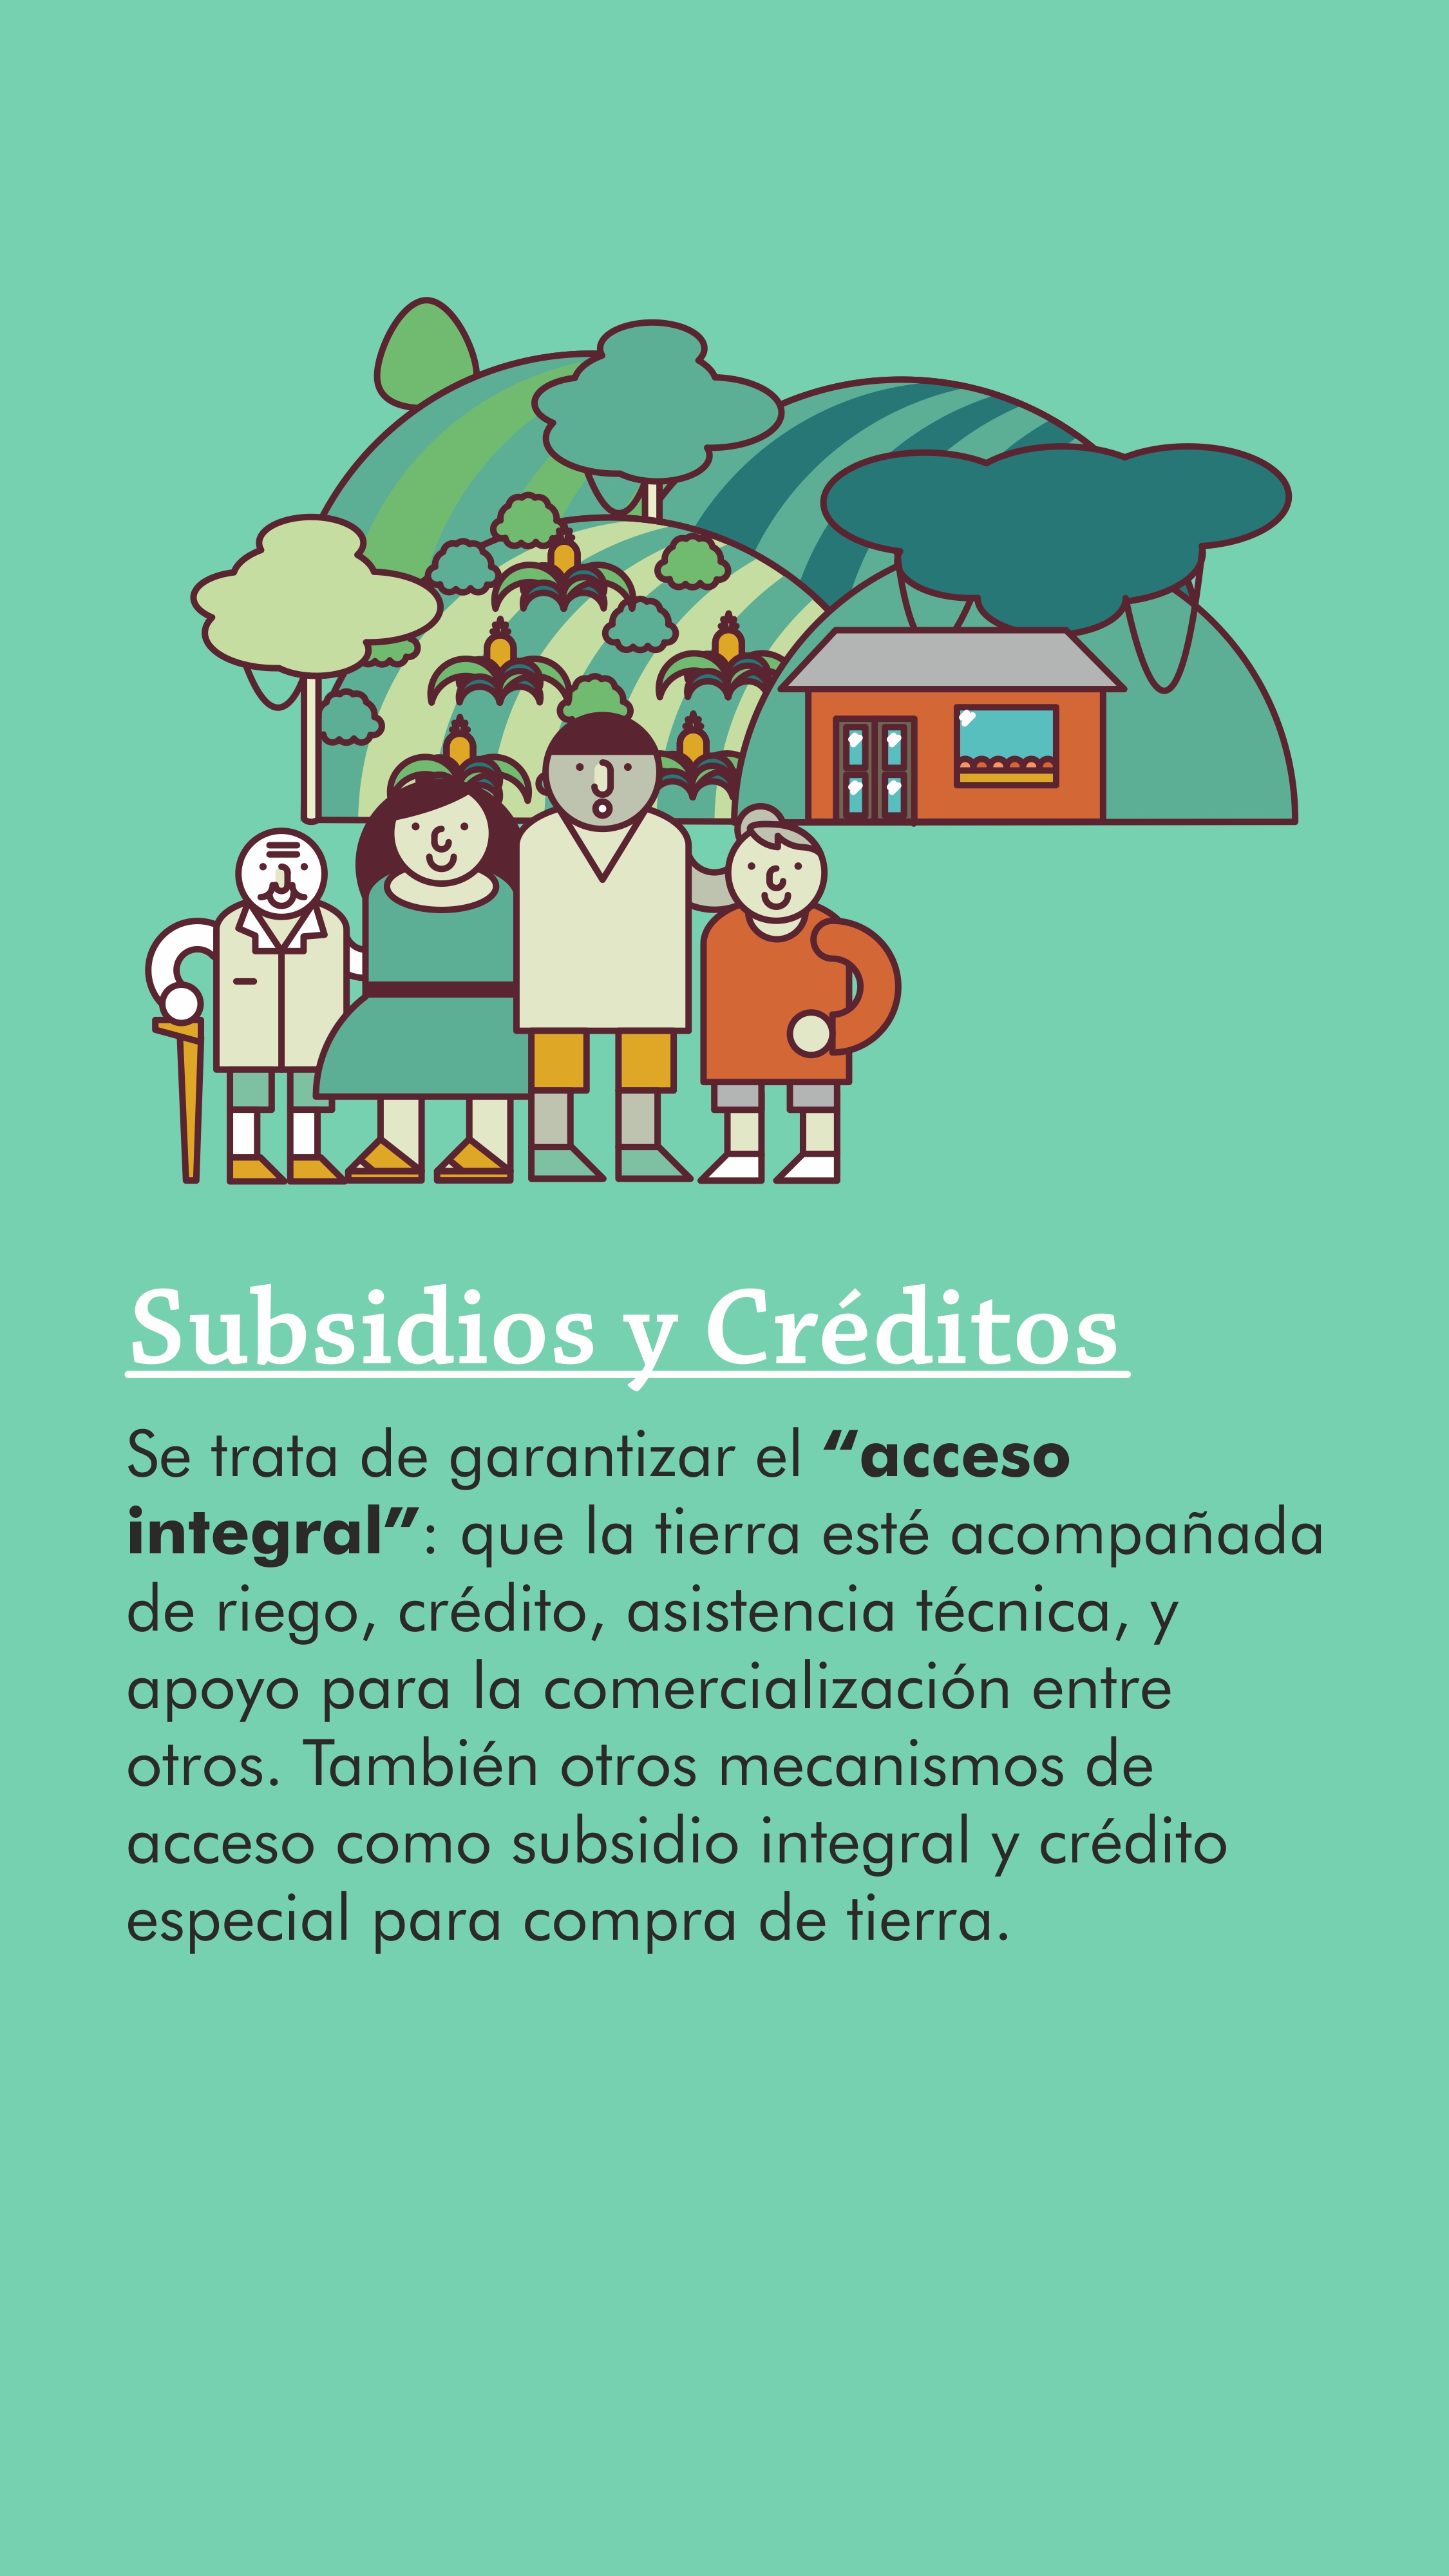 Subsidios y Créditos
Se trata de garantizar el “acceso
integral”: que la tierra esté acompañada
de riego, crédito, asistencia técnica, y
apoyo para la comercialización entre
otros. También otros mecanismos de
acceso como subsidio integral y crédito
especial para compra de tierra.